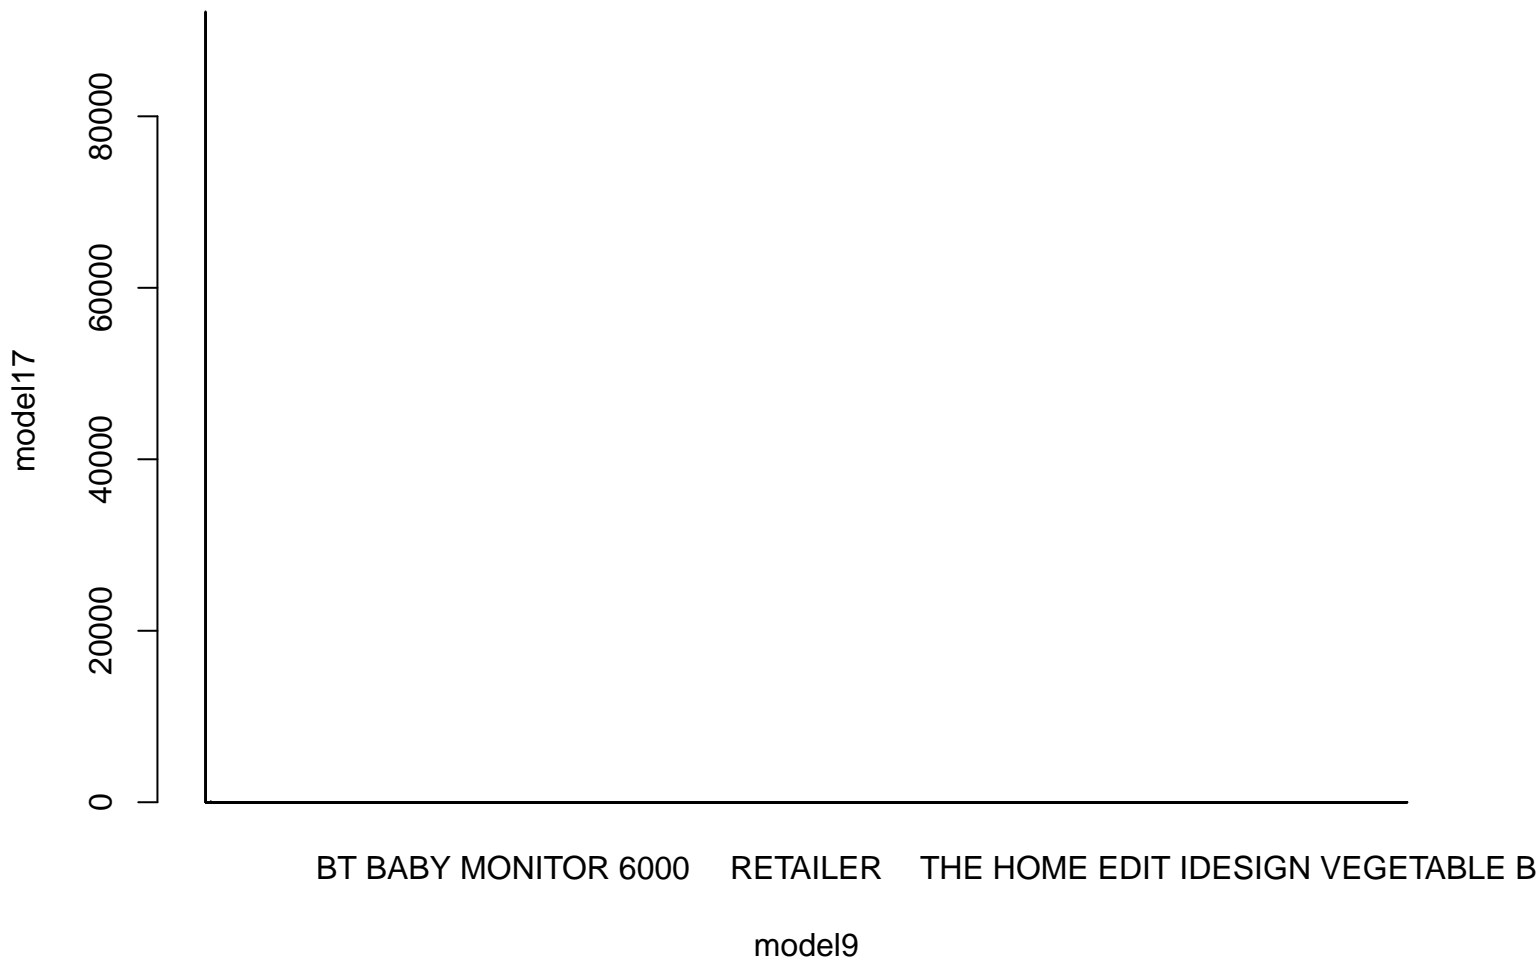 80000
60000
40000
20000
0
model17
BT BABY MONITOR 6000 RETAILER THE HOME EDIT IDESIGN VEGETABLE B
model9